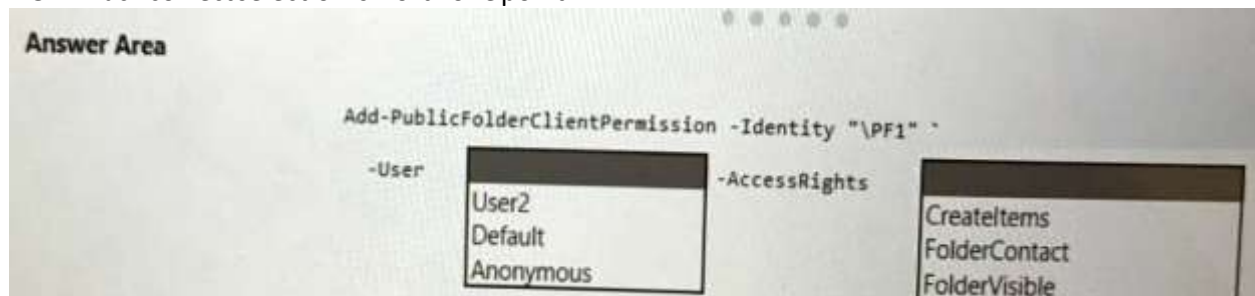 Answer Area
Add-PublicFolderClientPermission -Identity "\PF1" `
-User
-AccessRights
User2
Default
Anonymous
CreateItems
FolderContact
FolderVisible